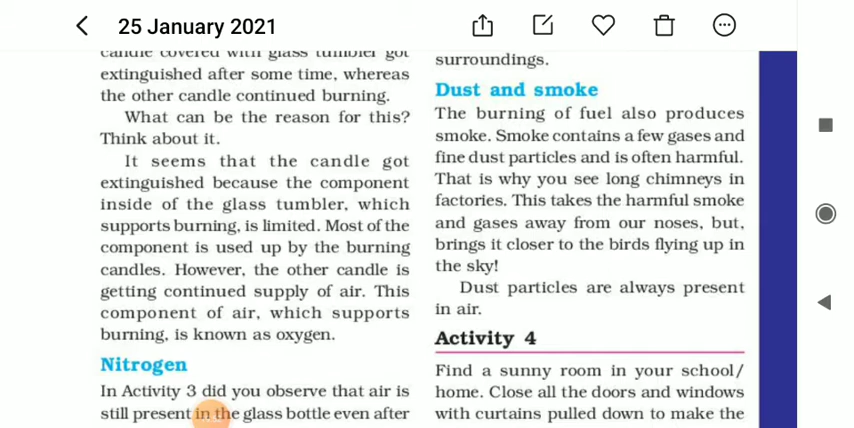 25 January 2021
candle covered with glass tumbler got
extinguished after some time, whereas
the other candle continued burning.
What can be the reason for this?
Think about it.
It seems that the candle got
extinguished because the component
inside of the glass tumbler, which
supports burning, is limited. Most of the
component is used up by the burning
candles. However, the other candle is
getting continued supply of air. This
component of air, which supports
burning, is known as oxygen.
Nitrogen
In Activity 3 did you observe that air is
still present in the glass bottle even after
surroundings.
Dust and smoke
The burning of fuel also produces
smoke. Smoke contains a few gases and
fine dust particles and is often harmful.
That is why you see long chimneys in
factories. This takes the harmful smoke
and gases away from our noses, but,
brings it closer to the birds flying up in
the sky!
Dust particles are always present
in air.
Activity 4
Find a sunny room in your school/
home. Close all the doors and windows
with curtains pulled down to make the